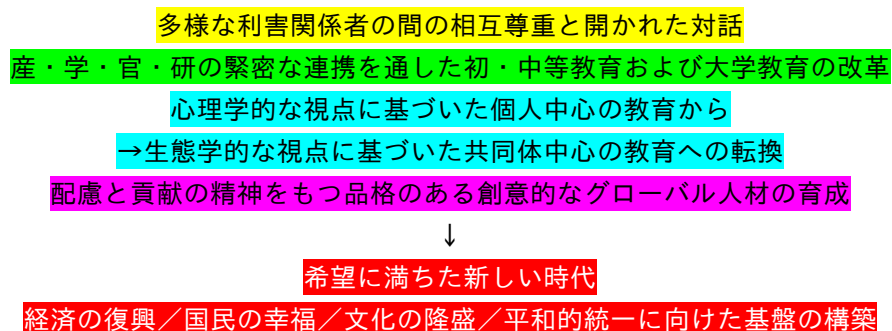 多様な利害関係者の間の相互尊重と開かれた対話
産・学・官・研の緊密な連携を通した初・中等教育および大学教育の改革
心理学的な視点に基づいた個人中心の教育から
→生態学的な視点に基づいた共同体中心の教育への転換
配慮と貢献の精神をもつ品格のある創意的なグローバル人材の育成
↓
希望に満ちた新しい時代
経済の復興／国民の幸福／文化の隆盛／平和的統一に向けた基盤の構築